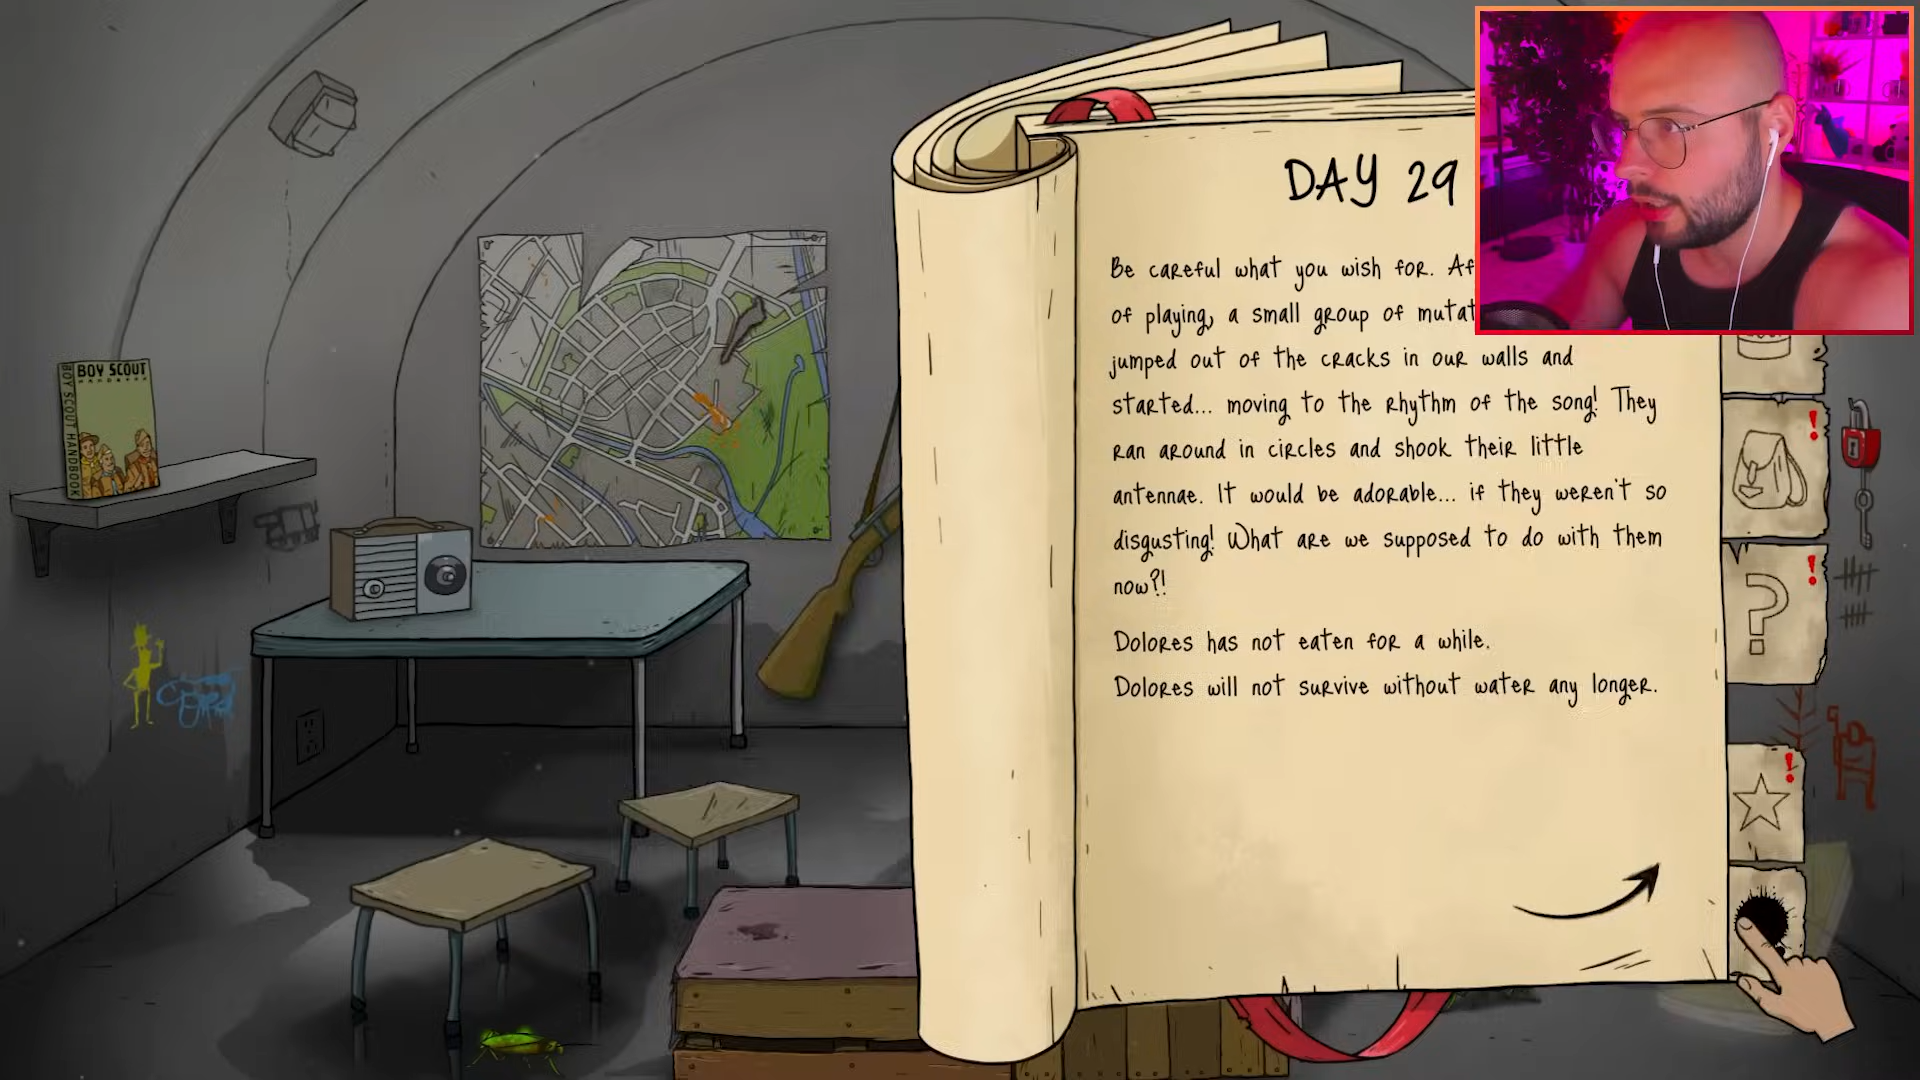 DAY 29
Be careful what you wish for.
of playing, a small group of
jumped out of the cracks in our walls and
started... moving to the rhythm of the song! They
ran around in circles and shook their little
antennae. It would be adorable... if they weren't so
disgusting! What are we supposed to do with them
now?!
Dolores has not eaten for a while.
Dolores will not survive without water any longer.
BOY SCOUT
BOY SCOUT HANDBOOK
!
!
?
!